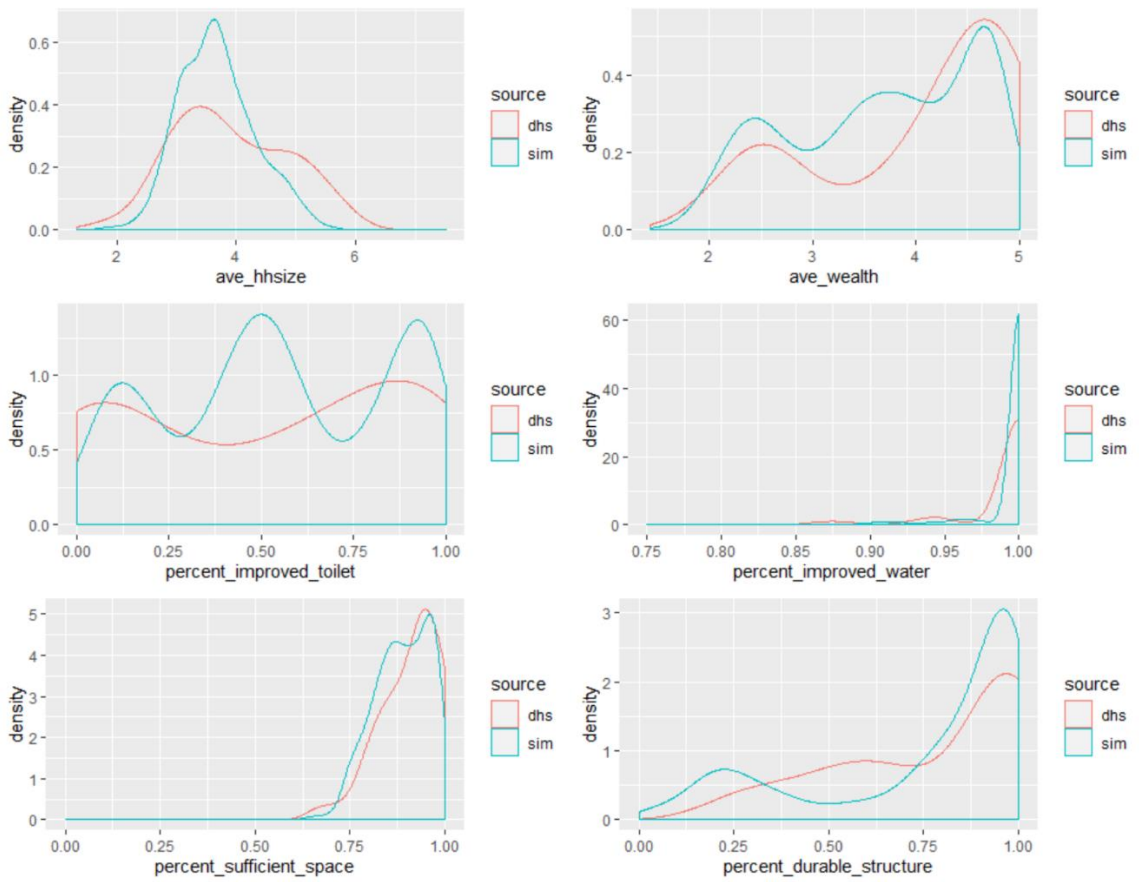 density
0.6
0.4
0.2
0.0
2 4 6
ave_hhsize
source
dhs
sim
density
0.4
0.2
0.0
2 3 4 5
ave_wealth
source
dhs
sim
density
1.0
0.5
0.0
0.00 0.25 0.50 0.75 1.00
percent_improved_toilet
source
dhs
sim
density
60
40
20
0
0.75 0.80 0.85 0.90 0.95 1.00
percent_improved_water
source
dhs
sim
density
5
4
3
2
1
0
0.00 0.25 0.50 0.75 1.00
percent_sufficient_space
source
dhs
sim
density
3
2
1
0
0.00 0.25 0.50 0.75 1.00
percent_durable_structure
source
dhs
sim